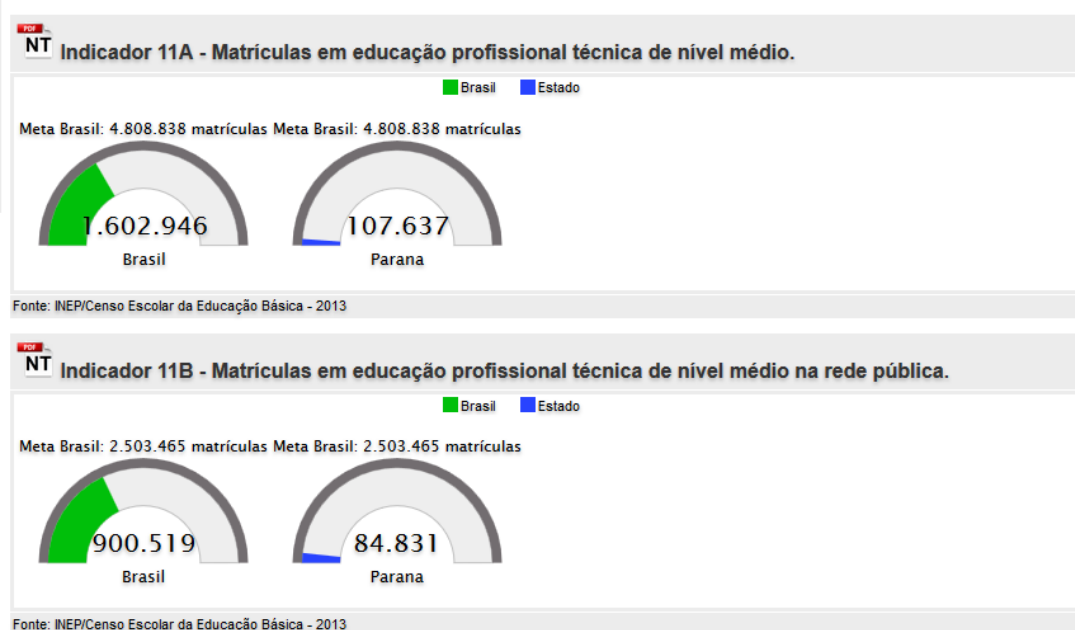 PDF
NT Indicador 11A - Matrículas em educação profissional técnica de nível médio.
Brasil Estado
Meta Brasil: 4.808.838 matrículas Meta Brasil: 4.808.838 matrículas
1.602.946 107.637
Brasil Parana
Fonte: INEP/Censo Escolar da Educação Básica - 2013
PDF
NT Indicador 11B - Matrículas em educação profissional técnica de nível médio na rede pública.
Brasil Estado
Meta Brasil: 2.503.465 matrículas Meta Brasil: 2.503.465 matrículas
900.519 84.831
Brasil Parana
Fonte: INEP/Censo Escolar da Educação Básica - 2013